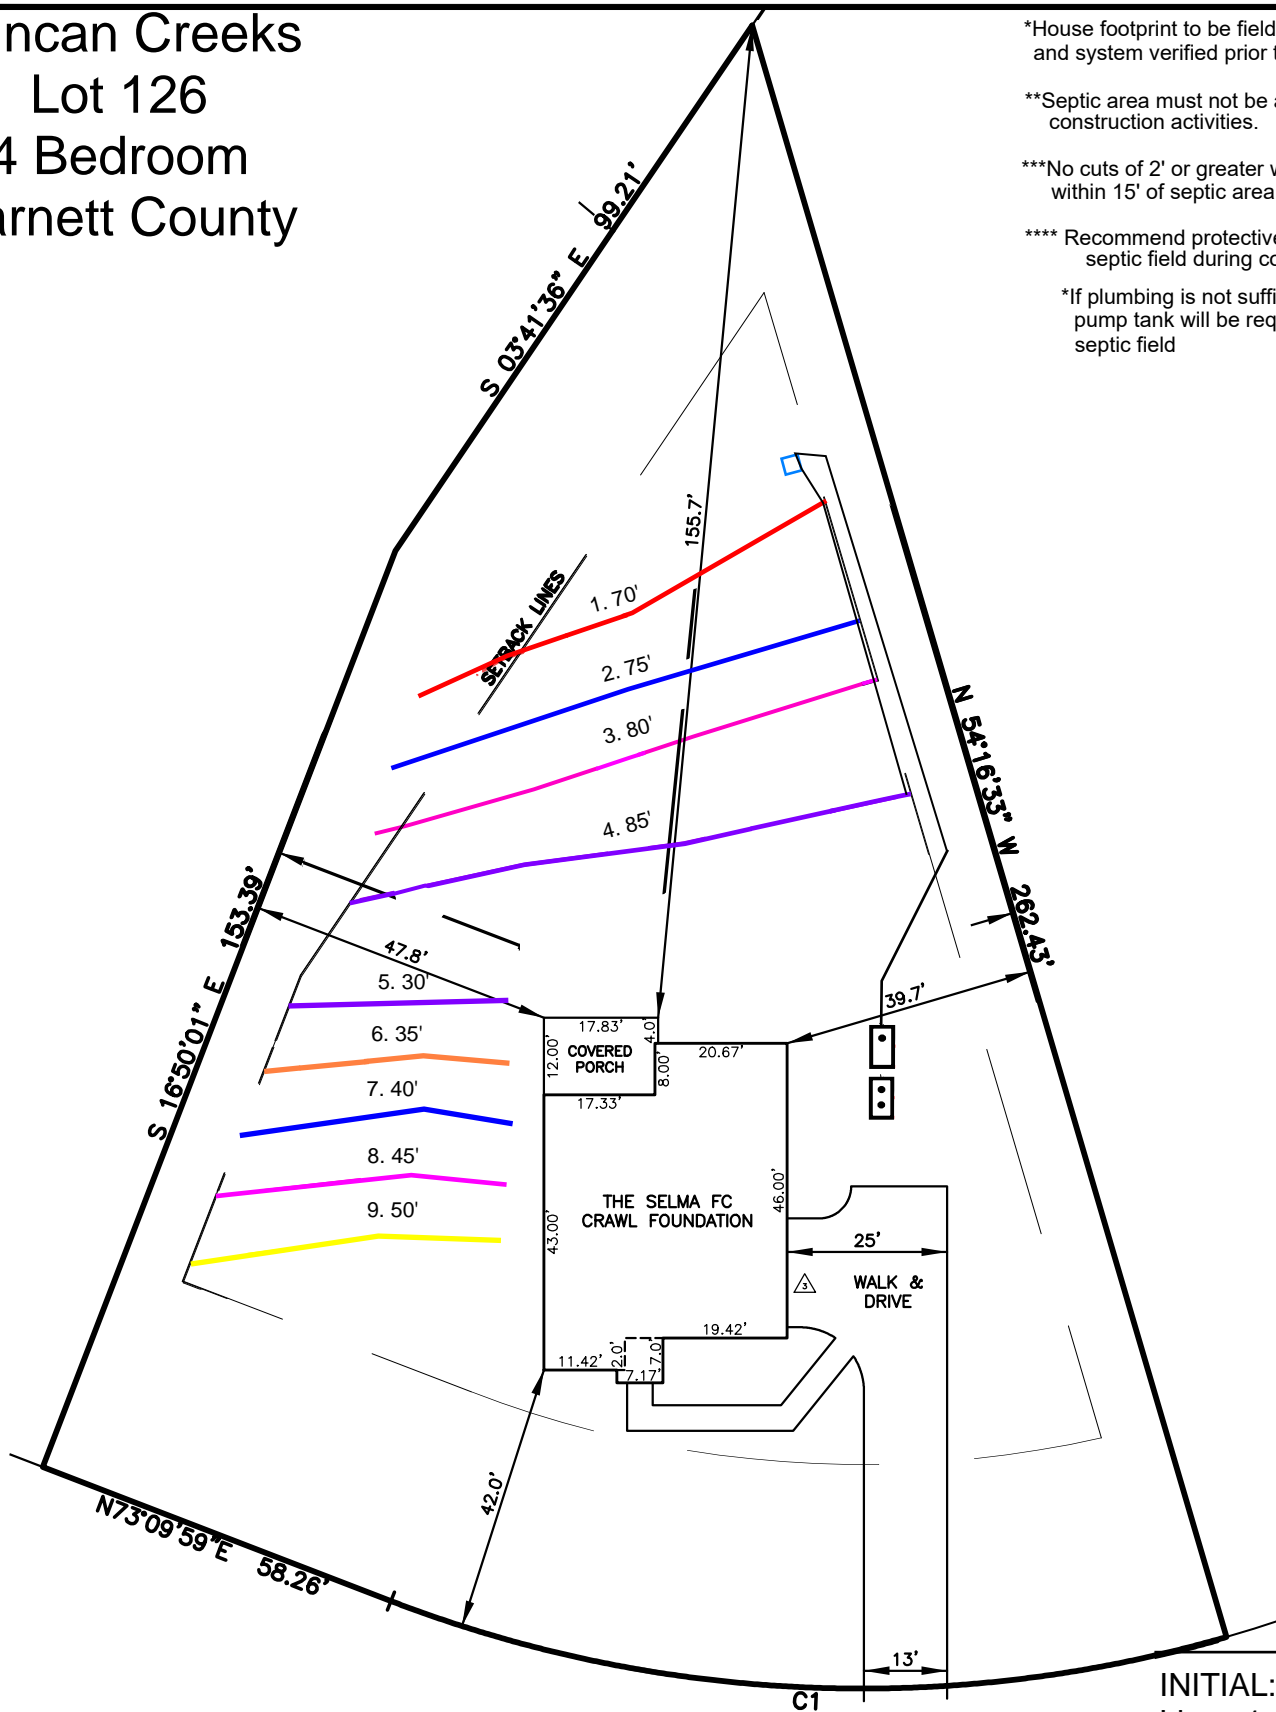 ncan Creeks
Lot 126
4 Bedroom
arnett County
*House footprint to be field
and system verified prior t
**Septic area must not be a
construction activities.
***No cuts of 2' or greater w
within 15' of septic area
**** Recommend protective
septic field during co
*If plumbing is not suffi
pump tank will be req
septic field
S 03°41'36" E 99.21'
155.7'
SETBACK LINES
1. 70'
2. 75'
3. 80'
4. 85'
N 54°16'33" W 262.43'
S 16°50'01" E 153.39'
47.8'
39.7'
5. 30'
6. 35'
7. 40'
8. 45'
9. 50'
17.83'
4.0'
12.00'
COVERED
PORCH
8.00'
20.67'
17.33'
THE SELMA FC
CRAWL FOUNDATION
46.00'
43.00'
25'
3
WALK &
DRIVE
19.42'
11.42'
2.0'
7.0'
7.17'
42.0'
N73°09'59"E 58.26'
13'
C1
INITIAL: